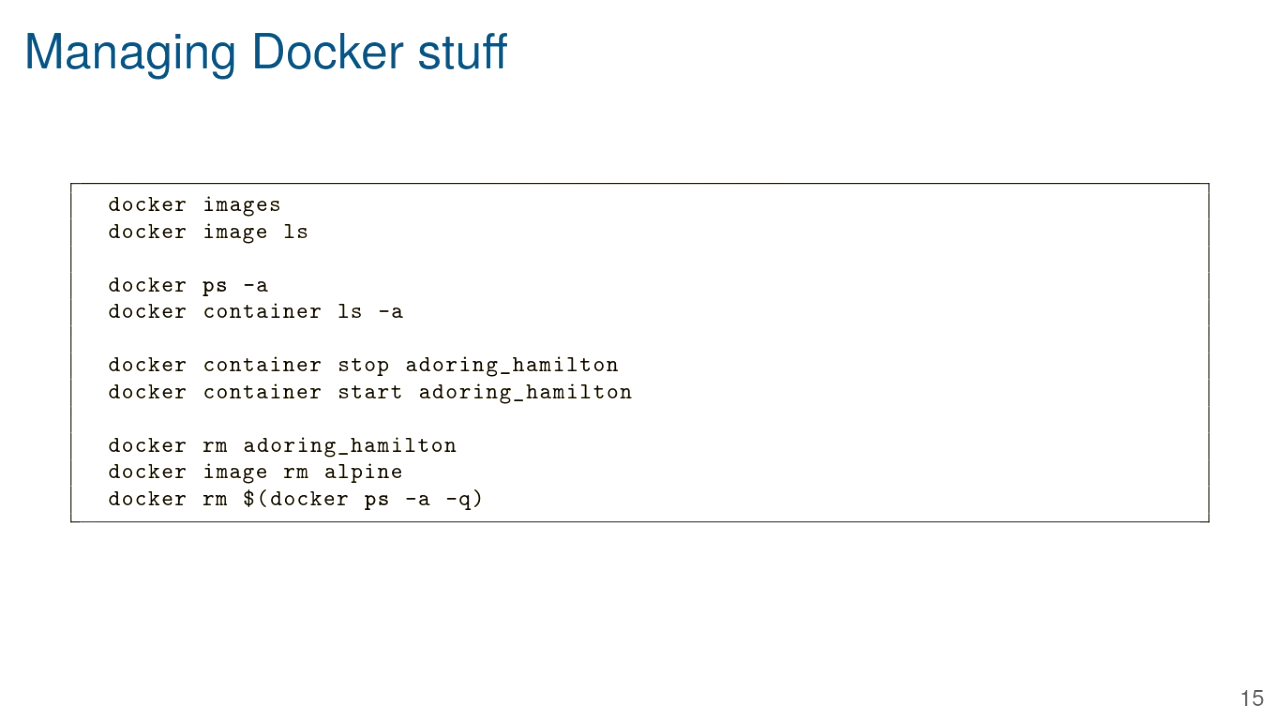 Managing Docker stuff
docker images
docker image ls
docker ps -a
docker container ls -a
docker container stop adoring_hamilton
docker container start adoring_hamilton
docker rm adoring_hamilton
docker image rm alpine
docker rm $(docker ps -a -q)
15